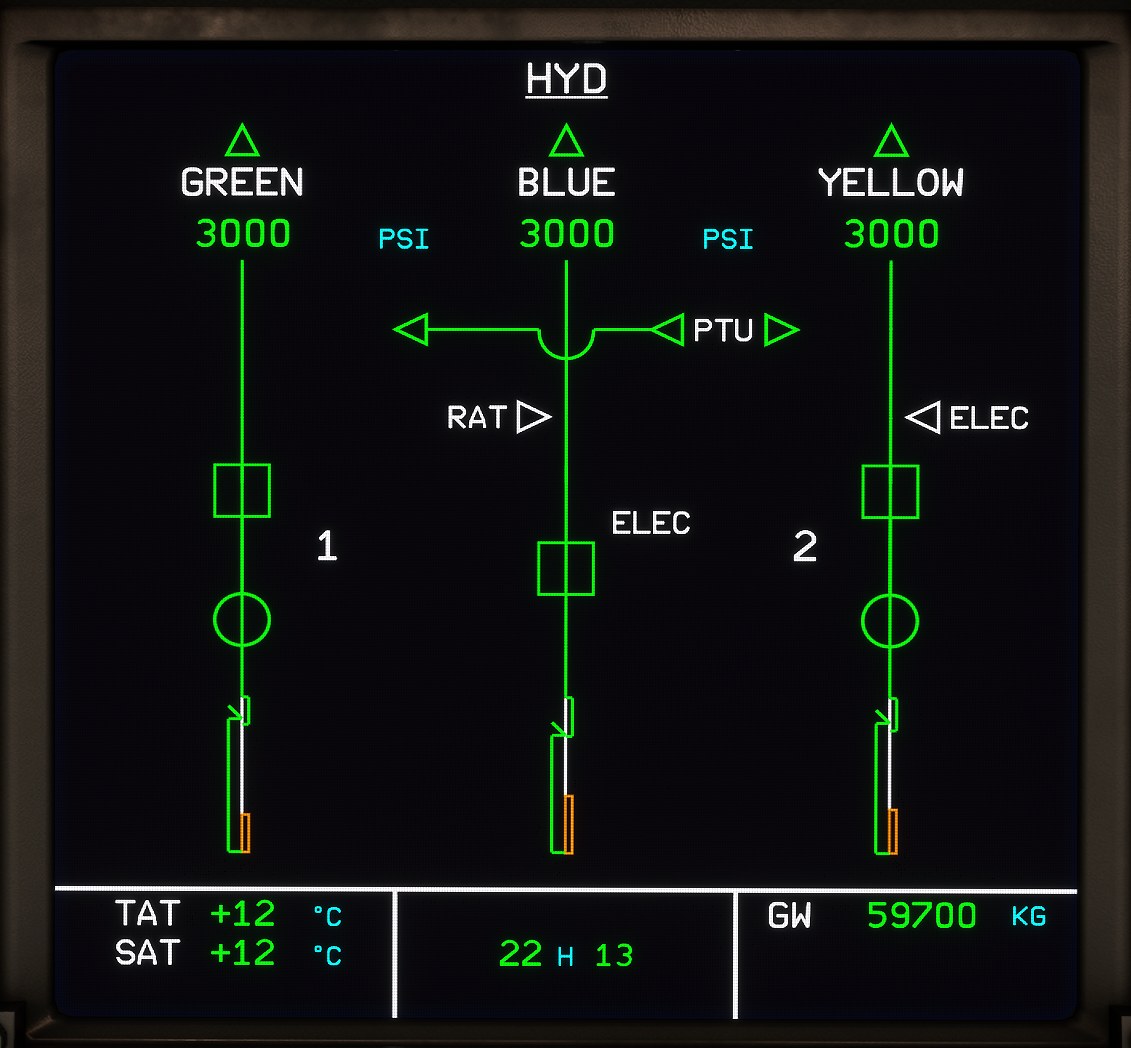 HYD
GREEN BLUE YELLOW
3000 PSI 3000 PSI 3000
PTU
RAT ELEC
ELEC
1 2
TAT +12 °C
SAT +12 °C
22 H 13
GW 59700 KG